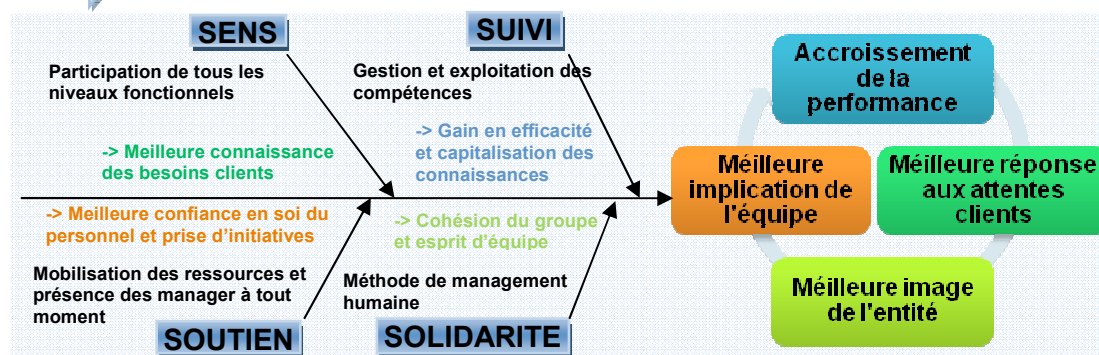 SENS
Participation de tous les
niveaux fonctionnels
-> Meilleure connaissance
des besoins clients
SUIVI
Gestion et exploitation des
compétences
-> Gain en efficacité
et capitalisation des
connaissances
-> Meilleure confiance en soi du
personnel et prise d'initiatives
Mobilisation des ressources et
présence des manager à tout
moment
SOUTIEN
-> Cohésion du groupe
et esprit d'équipe
Méthode de management
humaine
SOLIDARITE
Accroissement
de la
performance
Méilleure
implication de
l'équipe
Méilleure réponse
aux attentes
clients
Méilleure image
de l'entité